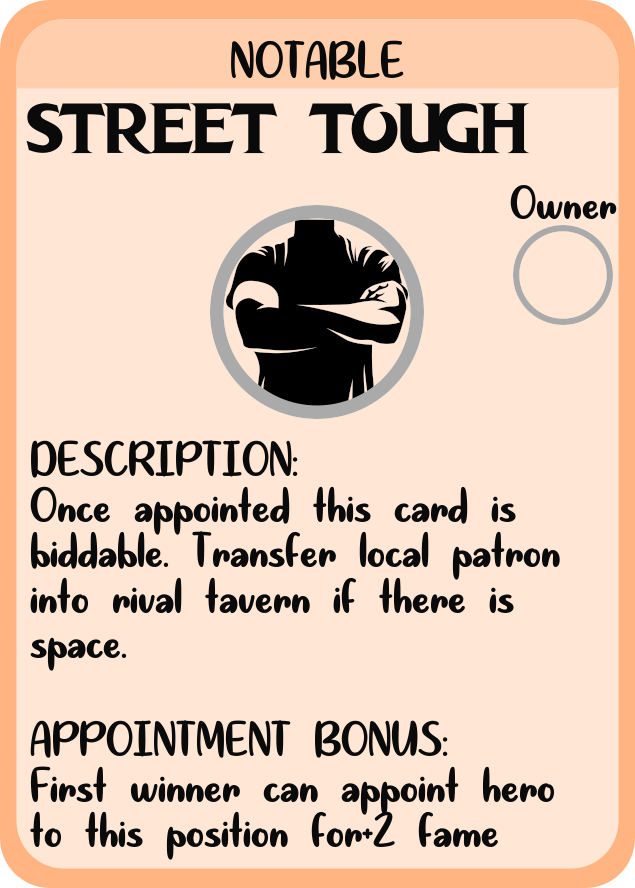 NOTABLE
STREET TOUGH
Owner
DESCRIPTION:
Once appointed this card is
biddable. Transfer local patron
into rival tavern if there is
space.
APPOINTMENT BONUS:
First winner can appoint hero
to this position for+2 fame